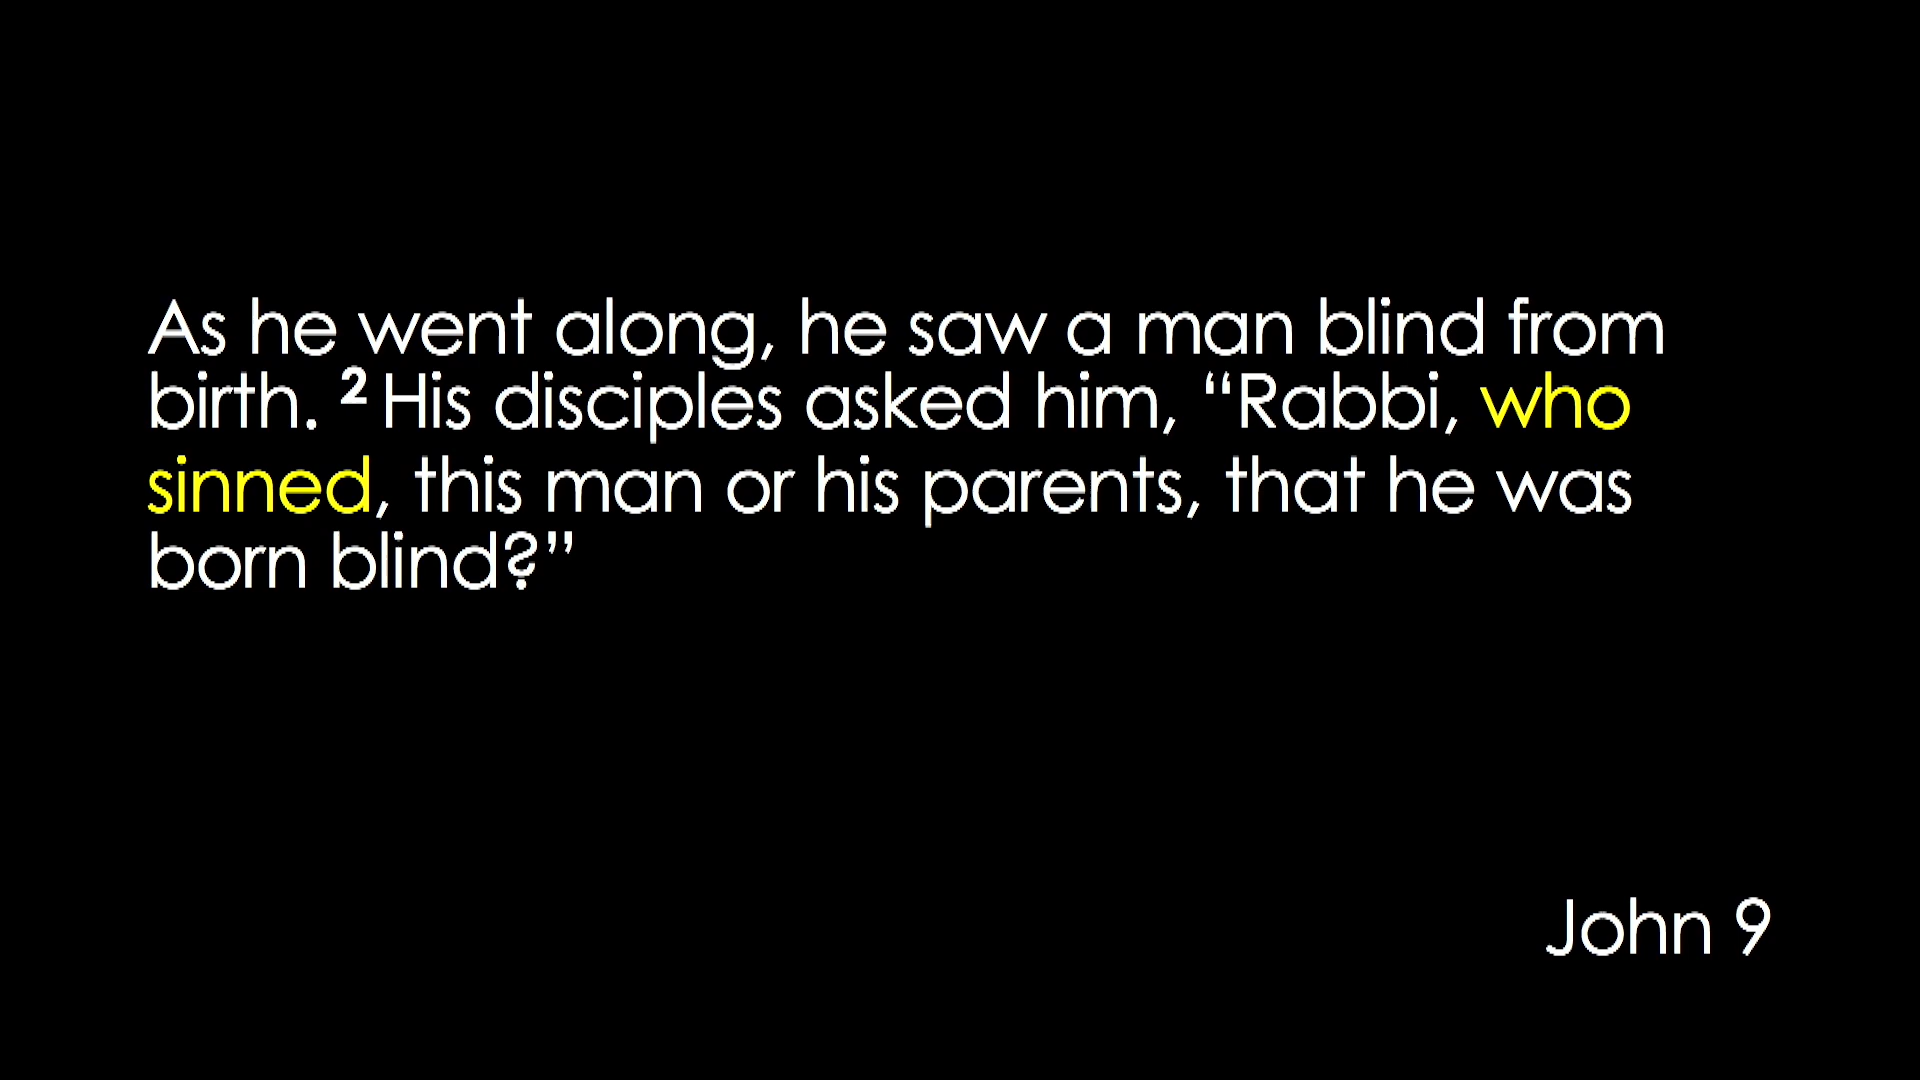 As he went along, he saw a man blind from
birth. ² His disciples asked him, “Rabbi, who
sinned, this man or his parents, that he was
born blind?”
John 9